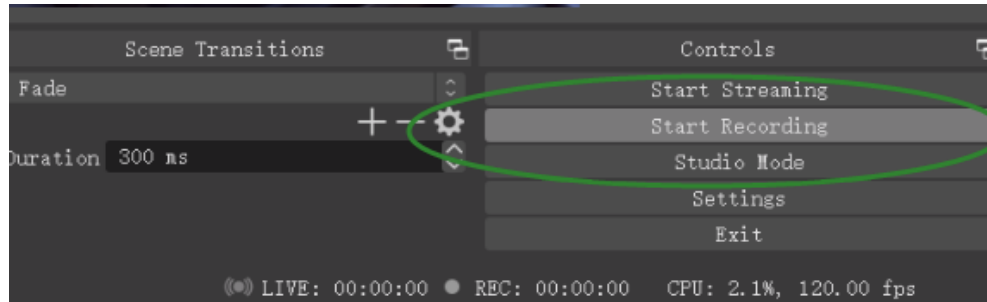 Scene Transitions
Controls
Fade
Start Streaming
Start Recording
Duration 300 ms
Studio Mode
Settings
Exit
LIVE: 00:00:00 REC: 00:00:00 CPU: 2.1%, 120.00 fps